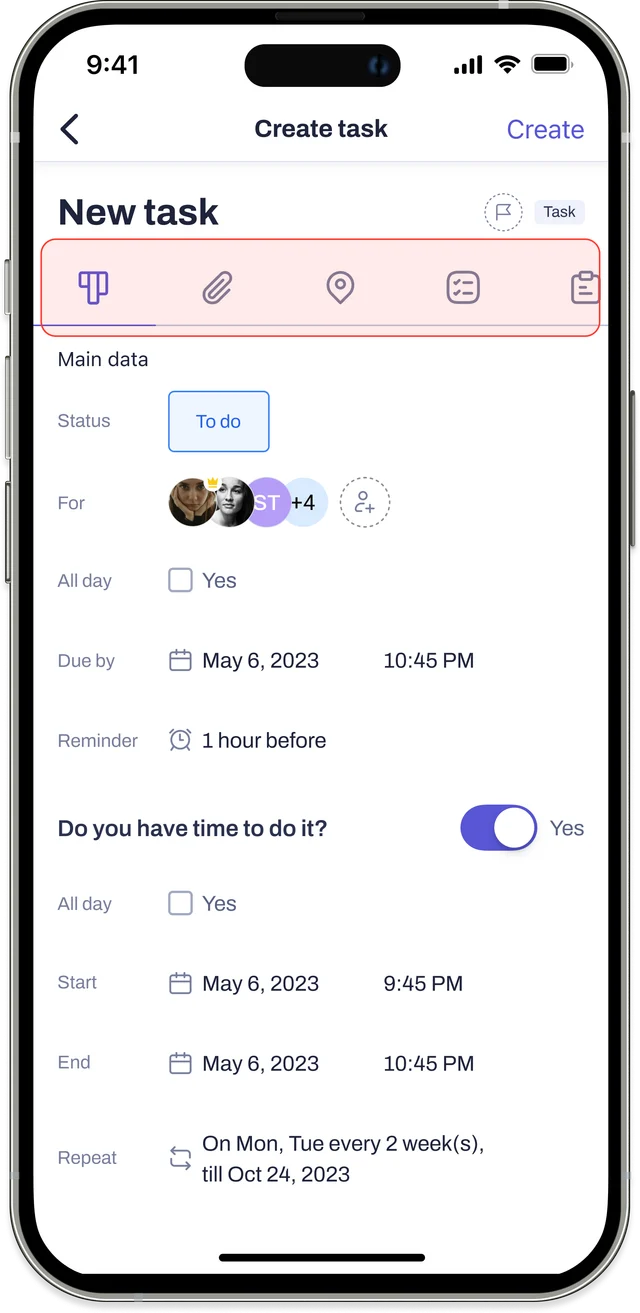 9:41
Create task
Create
New task
Task
Main data
Status
To do
For
ST
+4
All day
Yes
Due by
May 6, 2023
10:45 PM
Reminder
1 hour before
Do you have time to do it?
Yes
All day
Yes
Start
May 6, 2023
9:45 PM
End
May 6, 2023
10:45 PM
Repeat
On Mon, Tue every 2 week(s),
till Oct 24, 2023